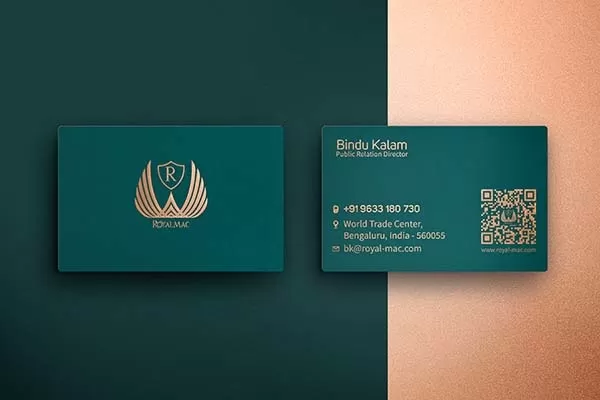 R
ROYALMAC
Bindu Kalam
Public Relation Director
+91 9633 180 730
World Trade Center,
Bengaluru, India - 560055
bk@royal-mac.com
www.royal-mac.com